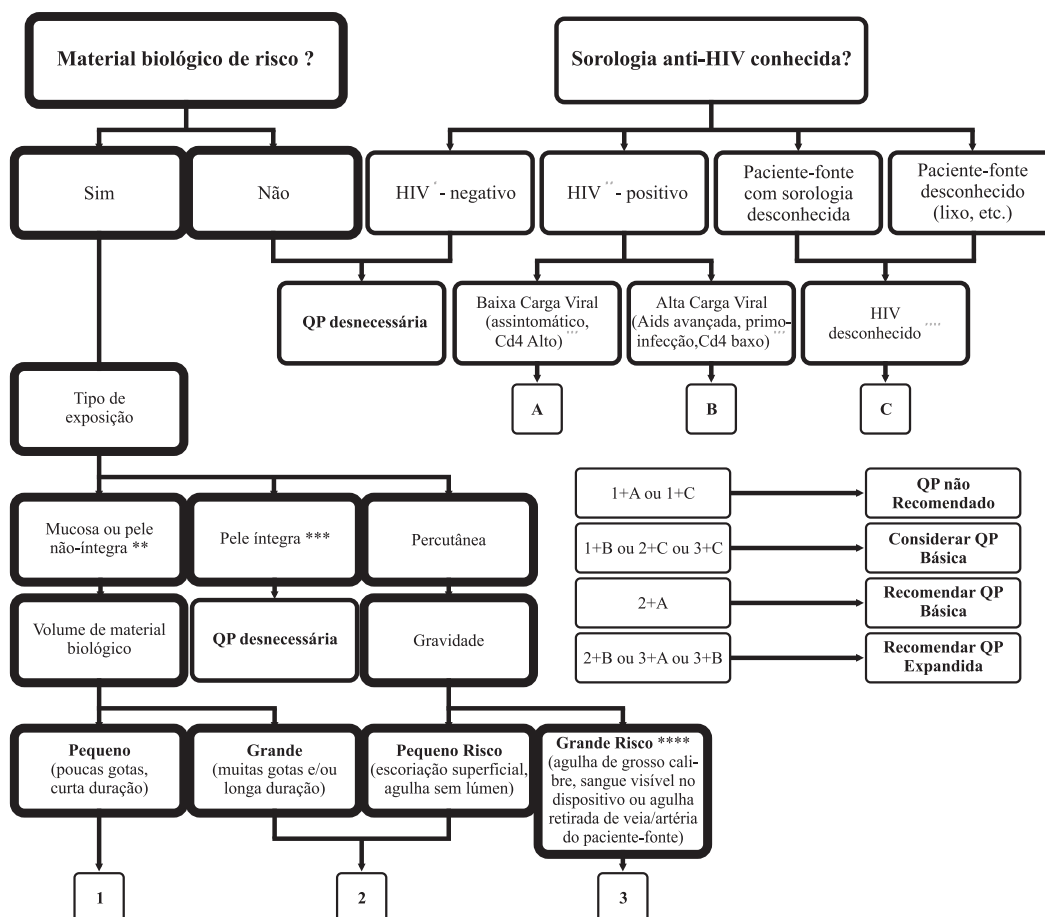 Material biológico de risco ?
Sorologia anti-HIV conhecida?
Sim
Não
HIV * - negativo
HIV ** - positivo
Paciente-fonte
com sorologia
desconhecida
Paciente-fonte
desconhecido
(lixo, etc.)
QP desnecessária
Baixa Carga Viral
(assintomático,
Cd4 Alto) ***
Alta Carga Viral
(Aids avançada, primo-
infecção,Cd4 baxo) ***
HIV
desconhecido ****
A
B
C
Tipo de
exposição
Mucosa ou pele
não-íntegra **
Pele íntegra ***
Percutânea
Volume de material
biológico
QP desnecessária
Gravidade
1+A ou 1+C
QP não
Recomendado
1+B ou 2+C ou 3+C
Considerar QP
Básica
2+A
Recomendar QP
Básica
2+B ou 3+A ou 3+B
Recomendar QP
Expandida
Pequeno
(poucas gotas,
curta duração)
Grande
(muitas gotas e/ou
longa duração)
Pequeno Risco
(escoriação superficial,
agulha sem lúmen)
Grande Risco ****
(agulha de grosso cali-
bre, sangue visível no
dispositivo ou agulha
retirada de veia/artéria
do paciente-fonte)
1
2
3